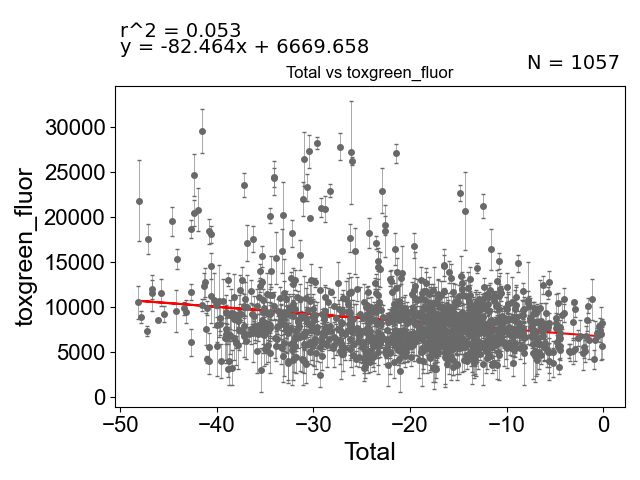 r^2 = 0.053
y = -82.464x + 6669.658
N = 1057
Total vs toxgreen_fluor
30000
25000
20000
15000
10000
5000
0
toxgreen_fluor
−50 −40 −30 −20 −10 0
Total